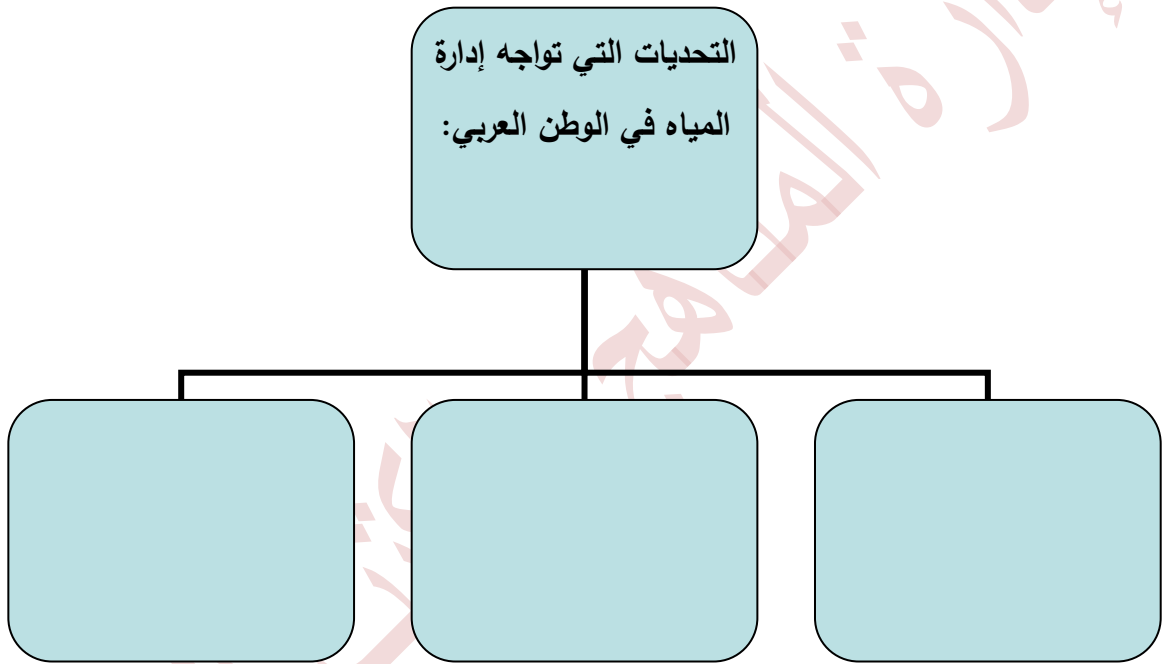 التحديات التي تواجه إدارة
المياه في الوطن العربي: